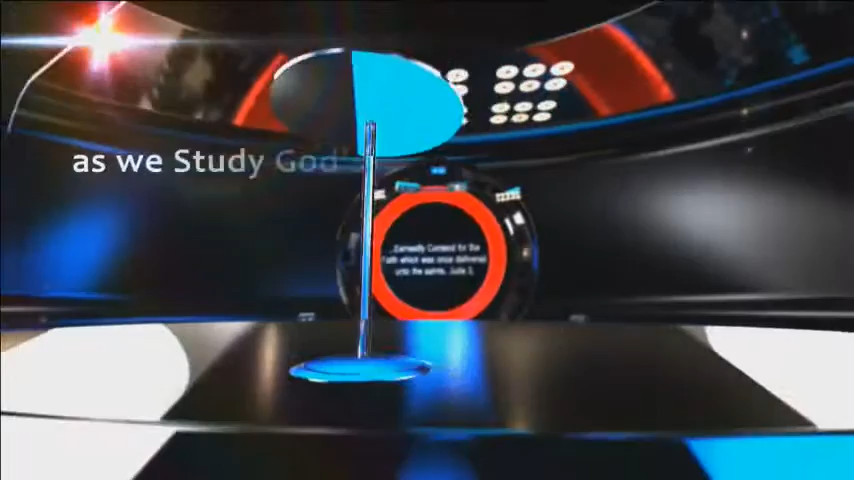 as we Study God'
...Earnestly Contend for the
Faith which was once delivered
unto the saints. Jude 3